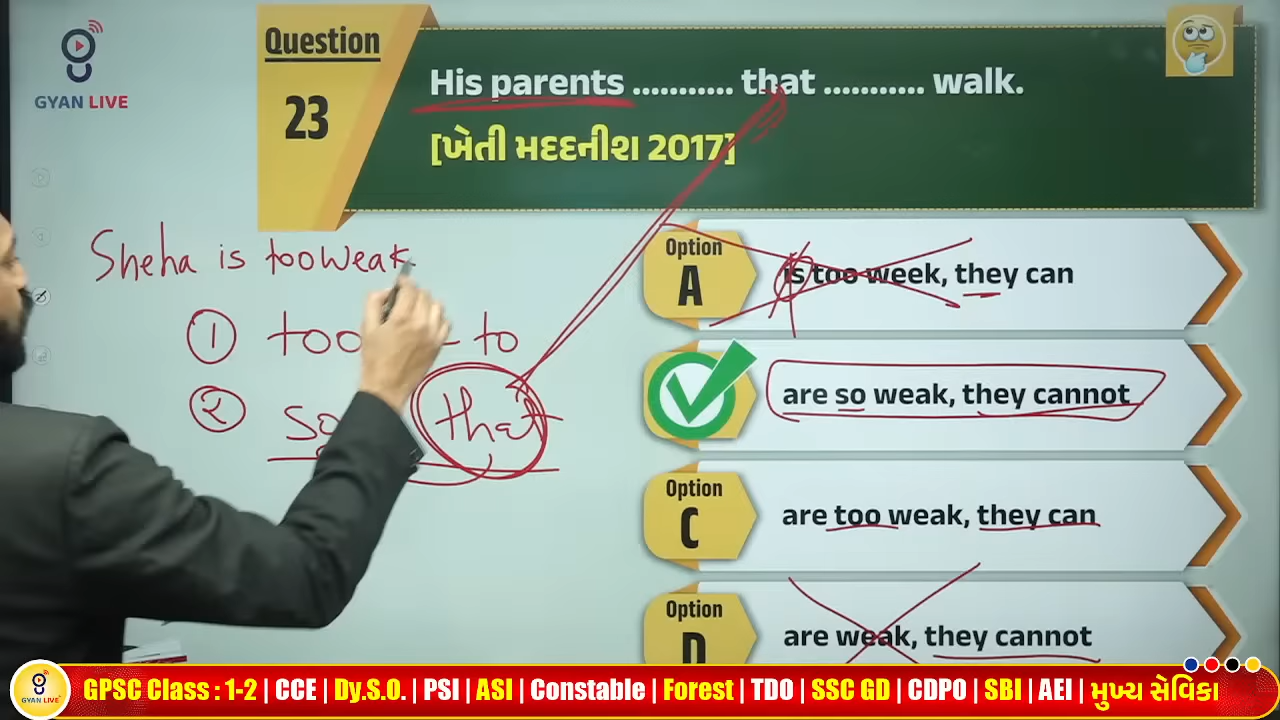 GYAN LIVE
Question
23
His parents ........... that ........... walk.
[ખેતી મદદનીશ 2017]
Sheha is too weak
① too - to
② so that
Option
A
is too week, they can
are so weak, they cannot
Option
C
are too weak, they can
Option
D
are weak, they cannot
GYAN LIVE
GPSC Class : 1-2 | CCE | Dy.S.O. | PSI | ASI | Constable | Forest | TDO | SSC GD | CDPO | SBI | AEI | મુખ્ય સેવિકા